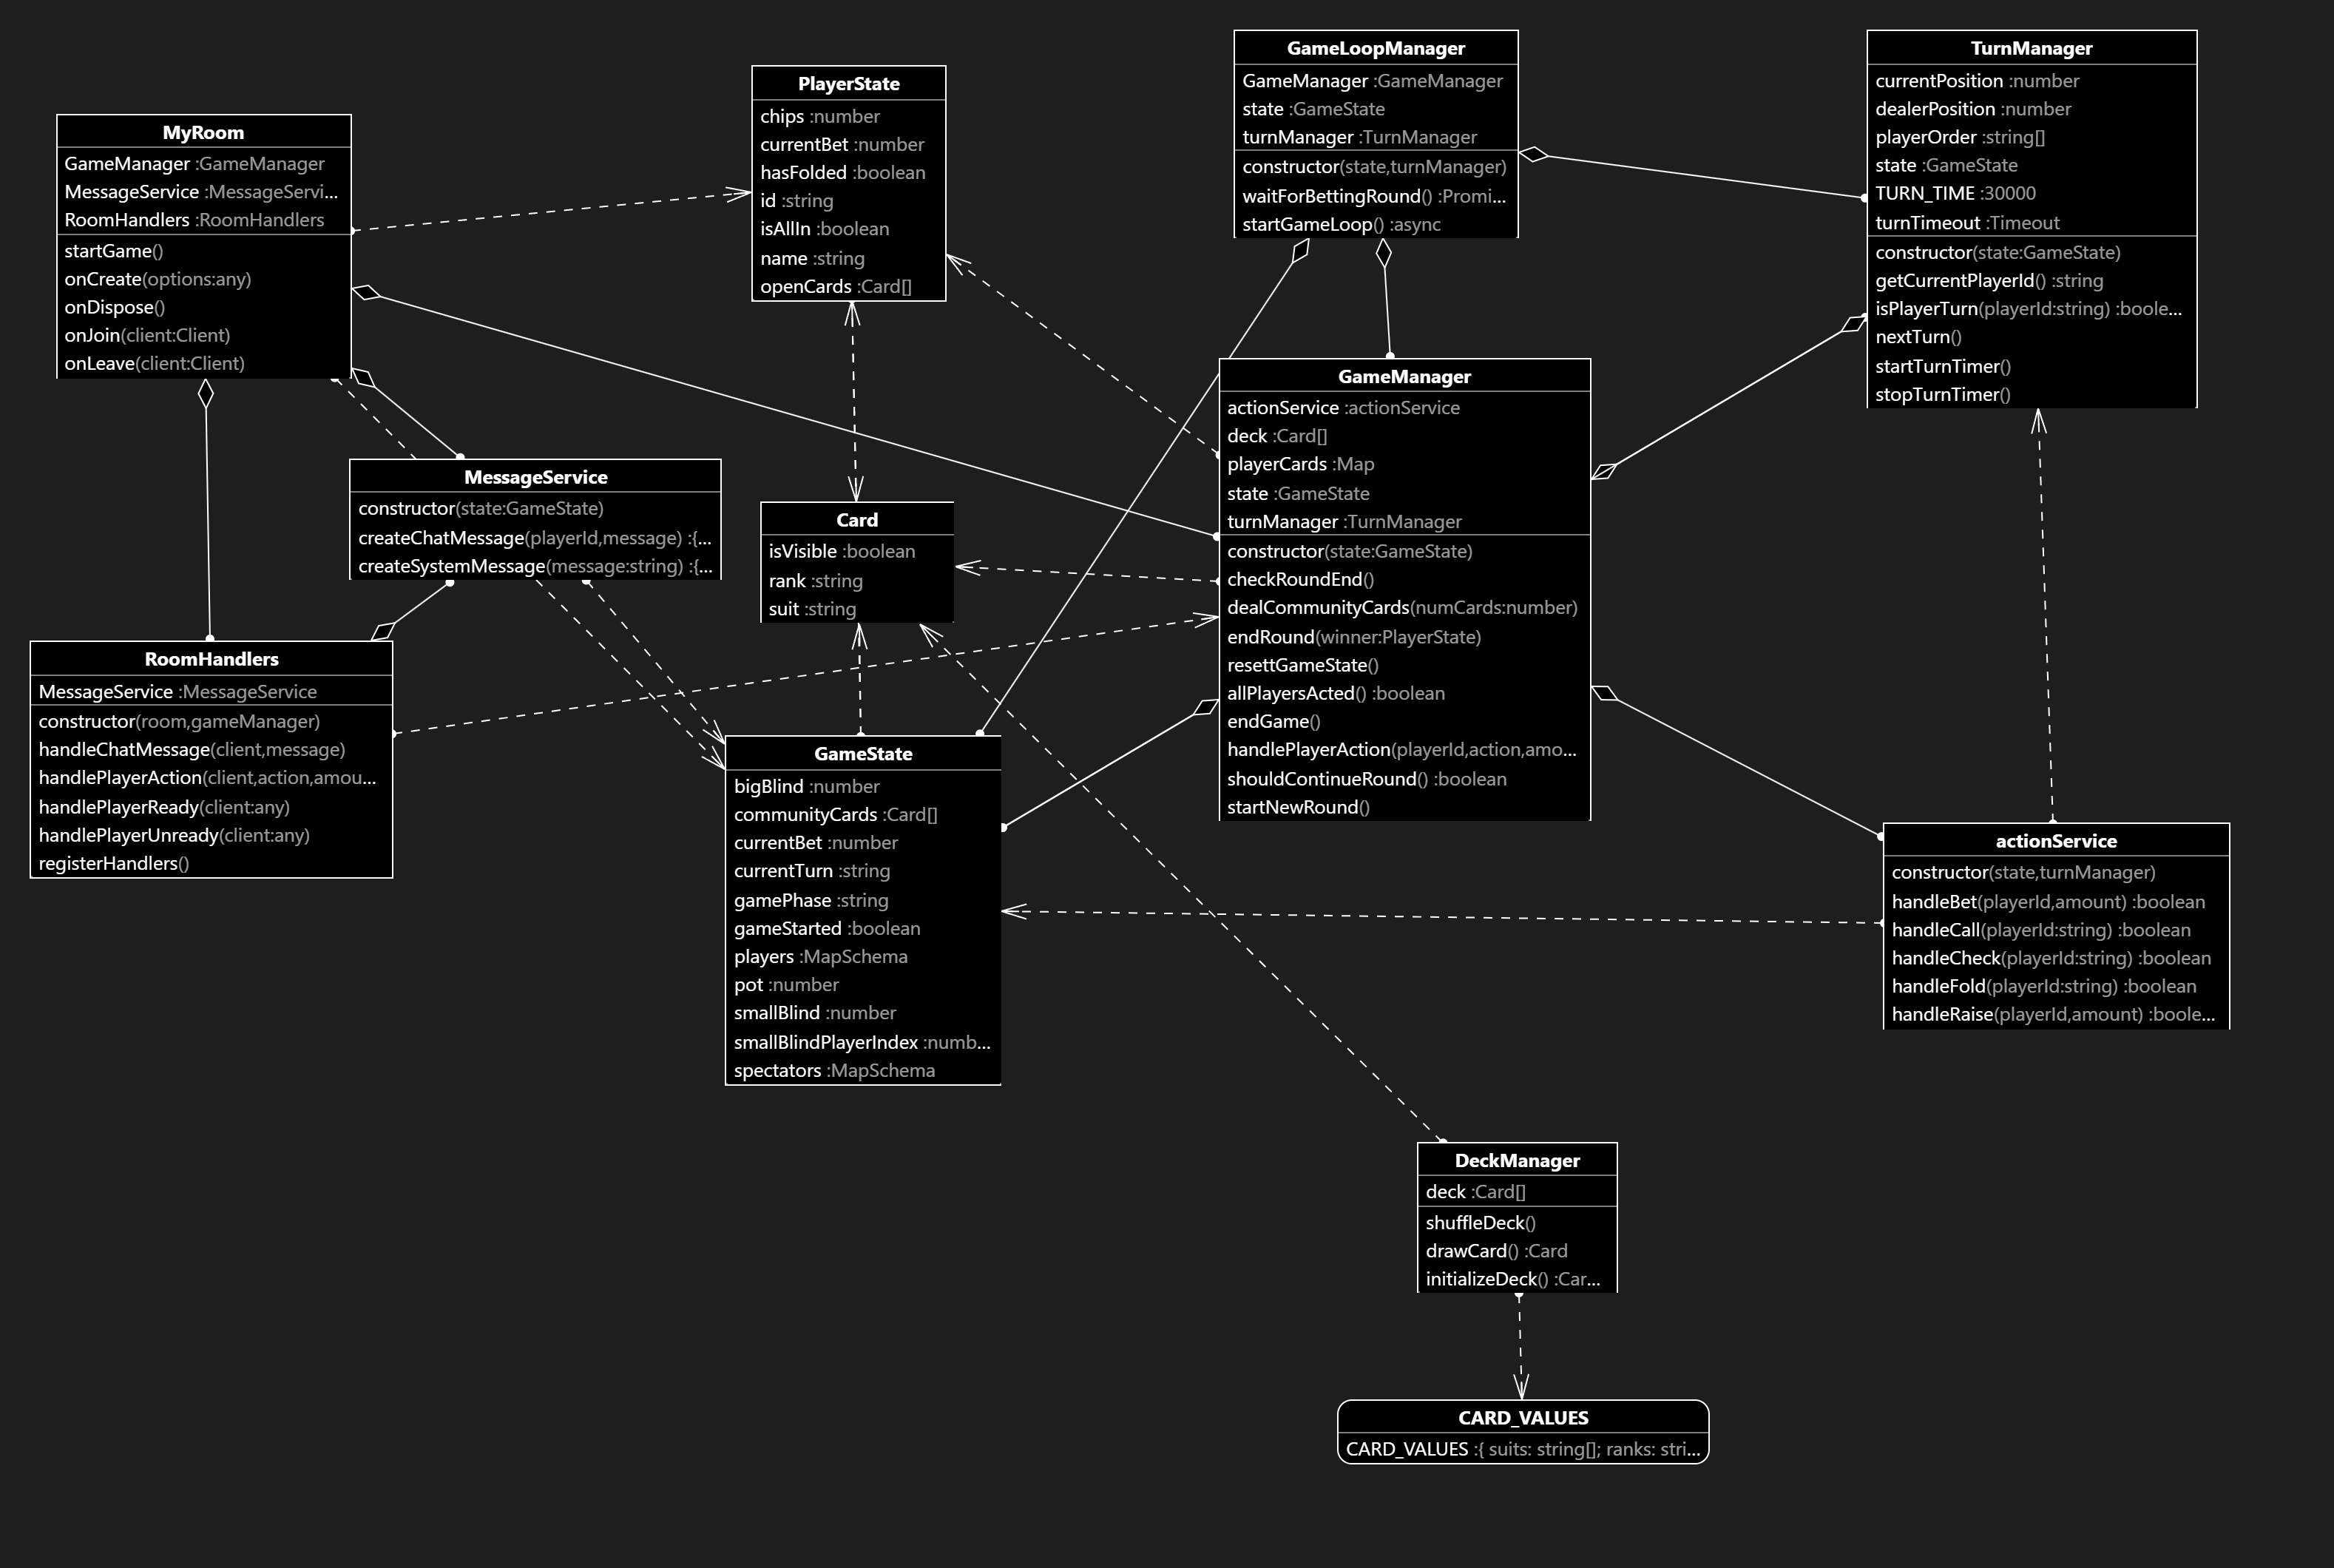 MyRoom
GameManager :GameManager
MessageService :MessageServi...
RoomHandlers :RoomHandlers
startGame()
onCreate(options:any)
onDispose()
onJoin(client:Client)
onLeave(client:Client)
PlayerState
chips :number
currentBet :number
hasFolded :boolean
id :string
isAllIn :boolean
name :string
openCards :Card[]
GameLoopManager
GameManager :GameManager
state :GameState
turnManager :TurnManager
constructor(state,turnManager)
waitForBettingRound() :Promi...
startGameLoop() :async
TurnManager
currentPosition :number
dealerPosition :number
playerOrder :string[]
state :GameState
TURN_TIME :30000
turnTimeout :Timeout
constructor(state:GameState)
getCurrentPlayerId() :string
isPlayerTurn(playerId:string) :boole...
nextTurn()
startTurnTimer()
stopTurnTimer()
MessageService
constructor(state:GameState)
createChatMessage(playerId,message) :{...
createSystemMessage(message:string) :{...
Card
isVisible :boolean
rank :string
suit :string
GameManager
actionService :actionService
deck :Card[]
playerCards :Map
state :GameState
turnManager :TurnManager
constructor(state:GameState)
checkRoundEnd()
dealCommunityCards(numCards:number)
endRound(winner:PlayerState)
resettGameState()
allPlayersActed() :boolean
endGame()
handlePlayerAction(playerId,action,amo...
shouldContinueRound() :boolean
startNewRound()
RoomHandlers
MessageService :MessageService
constructor(room,gameManager)
handleChatMessage(client,message)
handlePlayerAction(client,action,amou...
handlePlayerReady(client:any)
handlePlayerUnready(client:any)
registerHandlers()
GameState
bigBlind :number
communityCards :Card[]
currentBet :number
currentTurn :string
gamePhase :string
gameStarted :boolean
players :MapSchema
pot :number
smallBlind :number
smallBlindPlayerIndex :numb...
spectators :MapSchema
actionService
constructor(state,turnManager)
handleBet(playerId,amount) :boolean
handleCall(playerId:string) :boolean
handleCheck(playerId:string) :boolean
handleFold(playerId:string) :boolean
handleRaise(playerId,amount) :boole...
DeckManager
deck :Card[]
shuffleDeck()
drawCard() :Card
initializeDeck() :Car...
CARD_VALUES
CARD_VALUES :{ suits: string[]; ranks: stri...